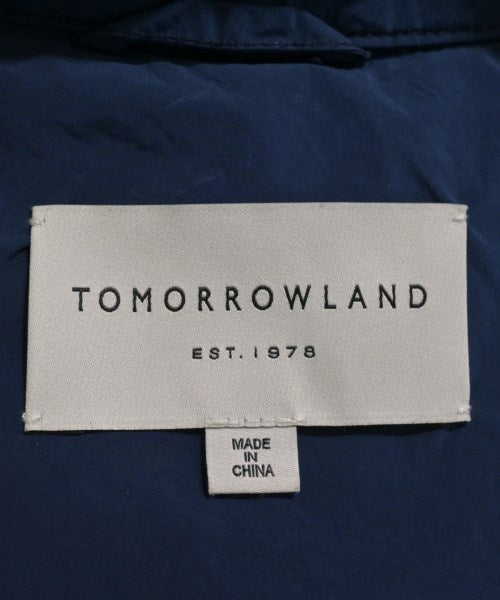 TOMORROWLAND
EST. 1978
MADE
IN
CHINA